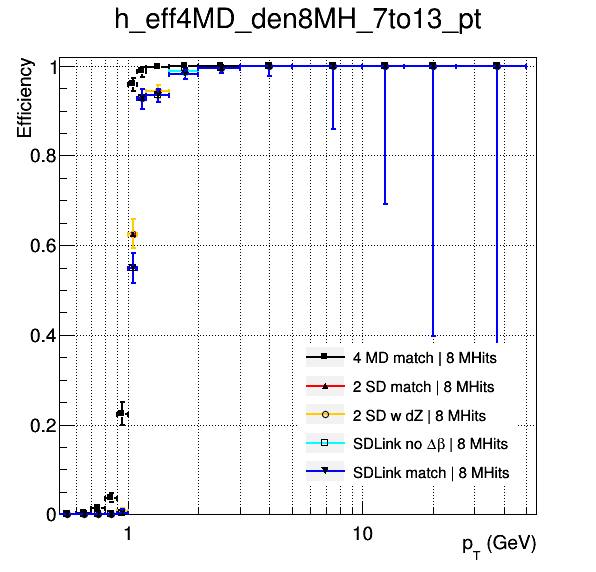 h_eff4MD_den8MH_7to13_pt
Efficiency
1
0.8
0.6
0.4
0.2
0
4 MD match | 8 MHits
2 SD match | 8 MHits
2 SD w dZ | 8 MHits
SDLink no Δβ | 8 MHits
SDLink match | 8 MHits
1
10
p_T (GeV)